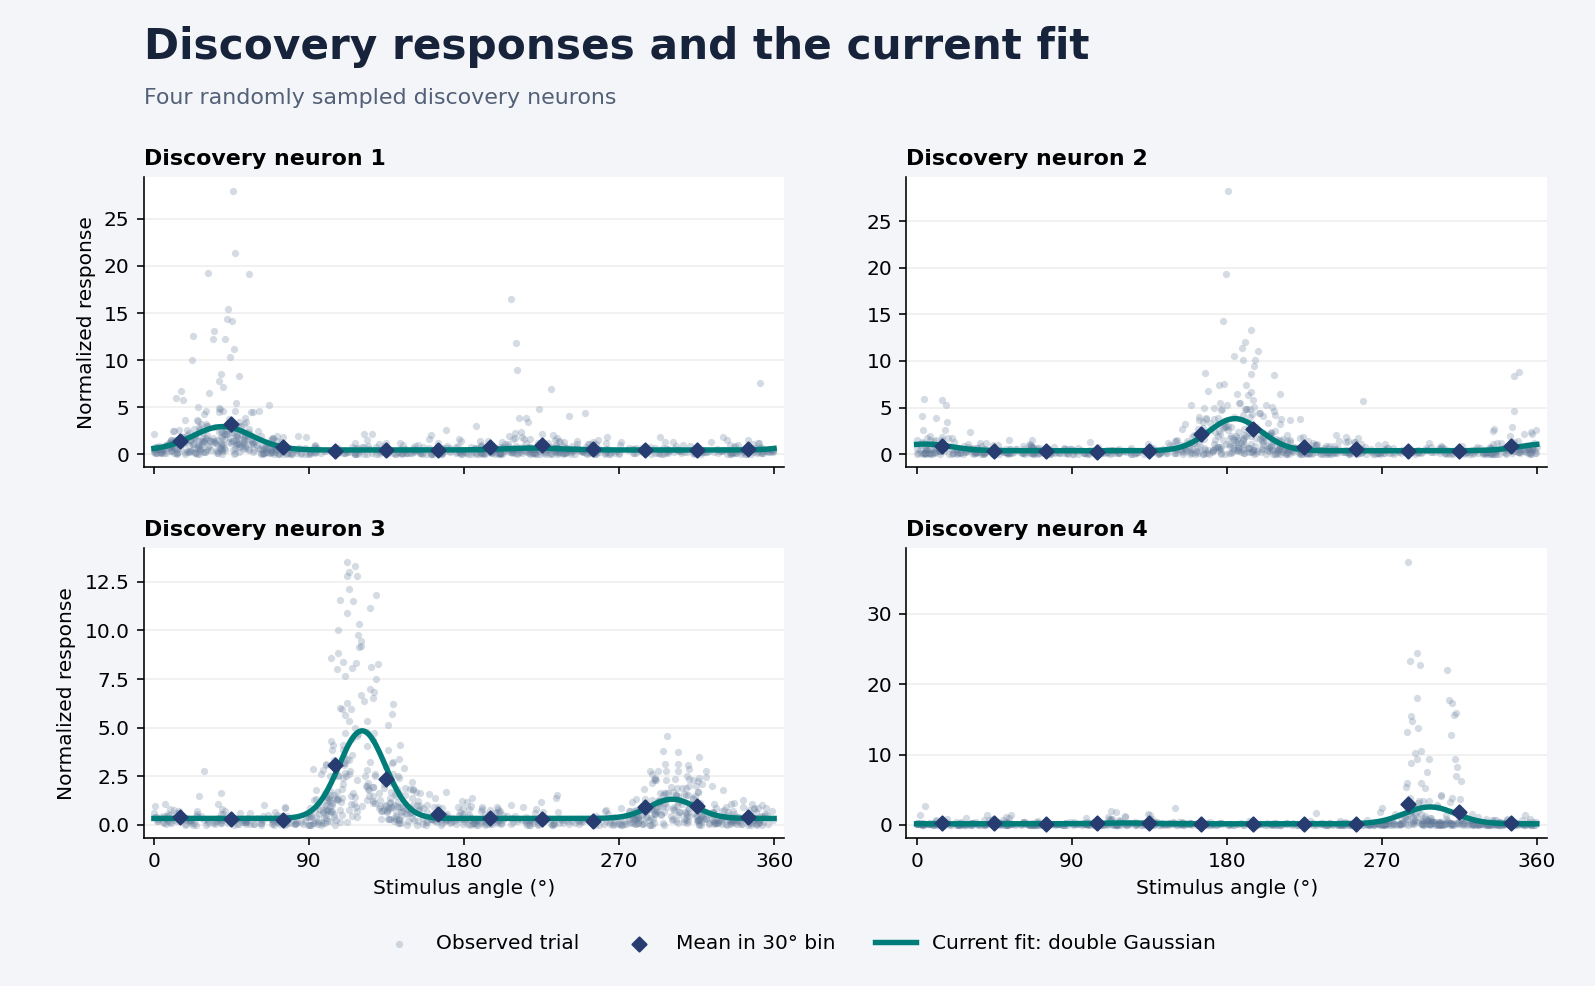 Discovery responses and the current fit
Four randomly sampled discovery neurons
Discovery neuron 1
Discovery neuron 2
Normalized response
25
20
15
10
5
0
25
20
15
10
5
0
Discovery neuron 3
Discovery neuron 4
Normalized response
12.5
10.0
7.5
5.0
2.5
0.0
30
20
10
0
0 90 180 270 360
0 90 180 270 360
Stimulus angle (°)
Stimulus angle (°)
Observed trial
Mean in 30° bin
Current fit: double Gaussian